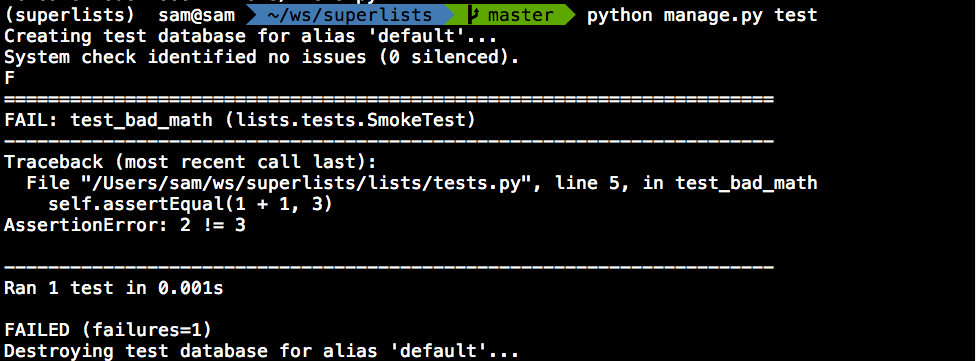 (superlists) sam@sam ~/ws/superlists master python manage.py test
Creating test database for alias 'default'...
System check identified no issues (0 silenced).
F
======================================================================
FAIL: test_bad_math (lists.tests.SmokeTest)
----------------------------------------------------------------------
Traceback (most recent call last):
  File "/Users/sam/ws/superlists/lists/tests.py", line 5, in test_bad_math
    self.assertEqual(1 + 1, 3)
AssertionError: 2 != 3

----------------------------------------------------------------------
Ran 1 test in 0.001s

FAILED (failures=1)
Destroying test database for alias 'default'...